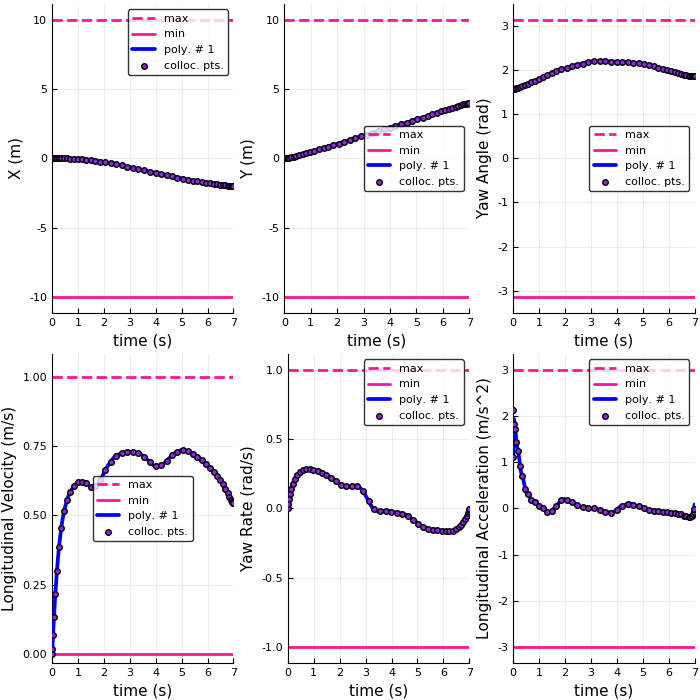 10
5
0
-5
-10
X (m)
max
min
poly. # 1
colloc. pts.
0 1 2 3 4 5 6 7
time (s)
10
5
0
-5
-10
Y (m)
max
min
poly. # 1
colloc. pts.
0 1 2 3 4 5 6 7
time (s)
3
2
1
0
-1
-2
-3
Yaw Angle (rad)
max
min
poly. # 1
colloc. pts.
0 1 2 3 4 5 6 7
time (s)
1.00
0.75
0.50
0.25
0.00
Longitudinal Velocity (m/s)
max
min
poly. # 1
colloc. pts.
0 1 2 3 4 5 6 7
time (s)
1.0
0.5
0.0
-0.5
-1.0
Yaw Rate (rad/s)
max
min
poly. # 1
colloc. pts.
0 1 2 3 4 5 6 7
time (s)
3
2
1
0
-1
-2
-3
Longitudinal Acceleration (m/s^2)
max
min
poly. # 1
colloc. pts.
0 1 2 3 4 5 6 7
time (s)